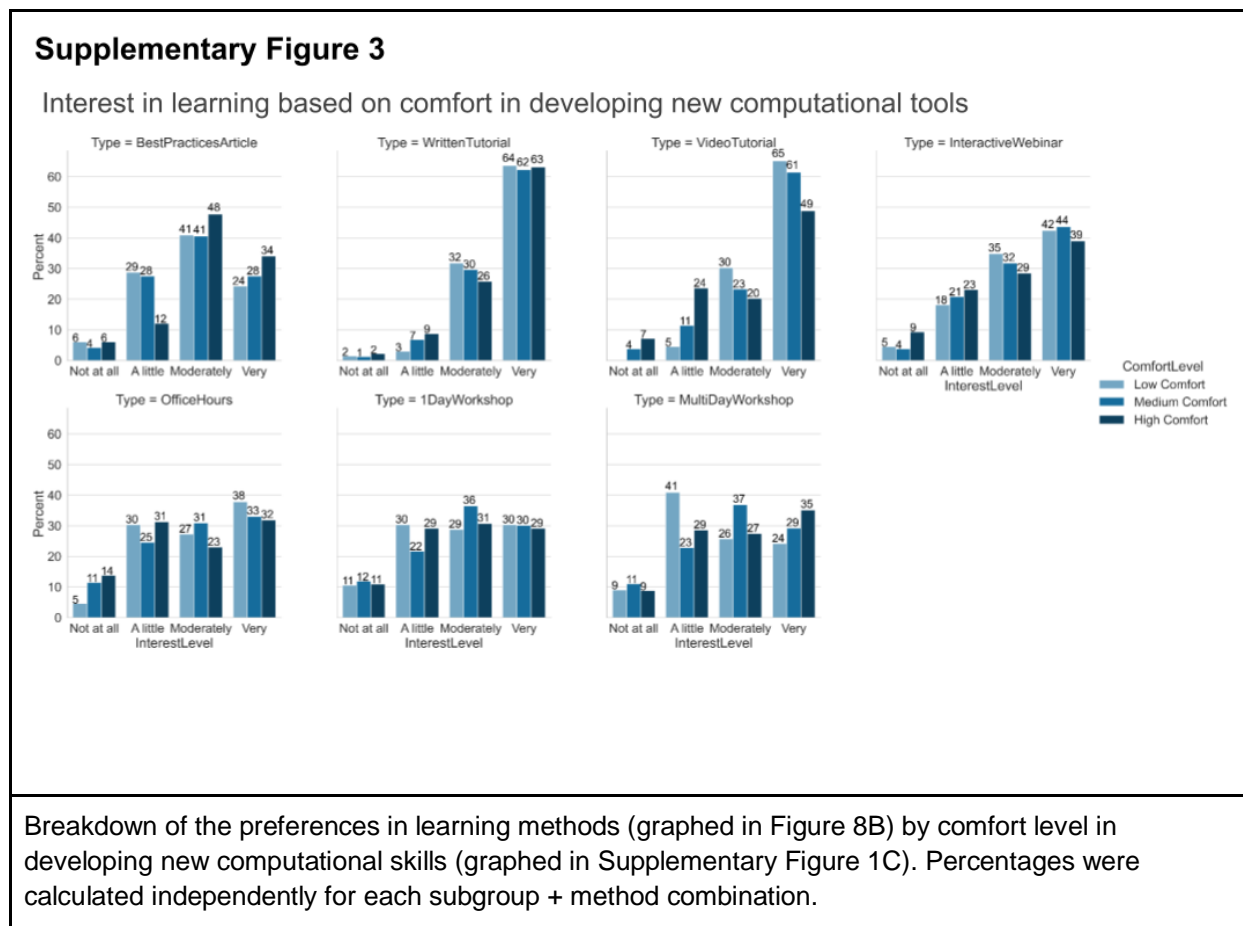 Supplementary Figure 3
Interest in learning based on comfort in developing new computational tools
Type = BestPracticesArticle
Type = WrittenTutorial
Type = VideoTutorial
Type = InteractiveWebinar
Percent
60
50
40
30
20
10
0
6 4 6 29 28 12 41 41 48 24 28 34
2 1 2 3 7 9 32 30 26 64 62 63
4 7 5 11 24 30 23 20 65 61 49
5 4 9 18 21 23 35 32 29 42 44 39
Not at all A little Moderately Very
Not at all A little Moderately Very
Not at all A little Moderately Very
Not at all A little Moderately Very
InterestLevel
ComfortLevel
Low Comfort
Medium Comfort
High Comfort
Type = OfficeHours
Type = 1DayWorkshop
Type = MultiDayWorkshop
Percent
60
50
40
30
20
10
0
5 11 14 30 25 31 27 31 23 38 33 32
11 12 11 30 22 29 29 36 31 30 30 29
9 11 9 41 23 29 26 37 27 24 29 35
Not at all A little Moderately Very
InterestLevel
Not at all A little Moderately Very
InterestLevel
Not at all A little Moderately Very
InterestLevel
Breakdown of the preferences in learning methods (graphed in Figure 8B) by comfort level in
developing new computational skills (graphed in Supplementary Figure 1C). Percentages were
calculated independently for each subgroup + method combination.